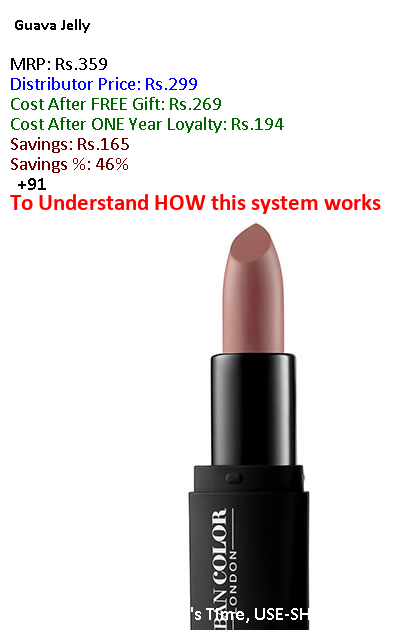 Guava Jelly
MRP: Rs.359
Distributor Price: Rs.299
Cost After FREE Gift: Rs.269
Cost After ONE Year Loyalty: Rs.194
Savings: Rs.165
Savings %: 46%
+91
To Understand HOW this system works
BAN COLOR
ONDON
's Time, USE-SH